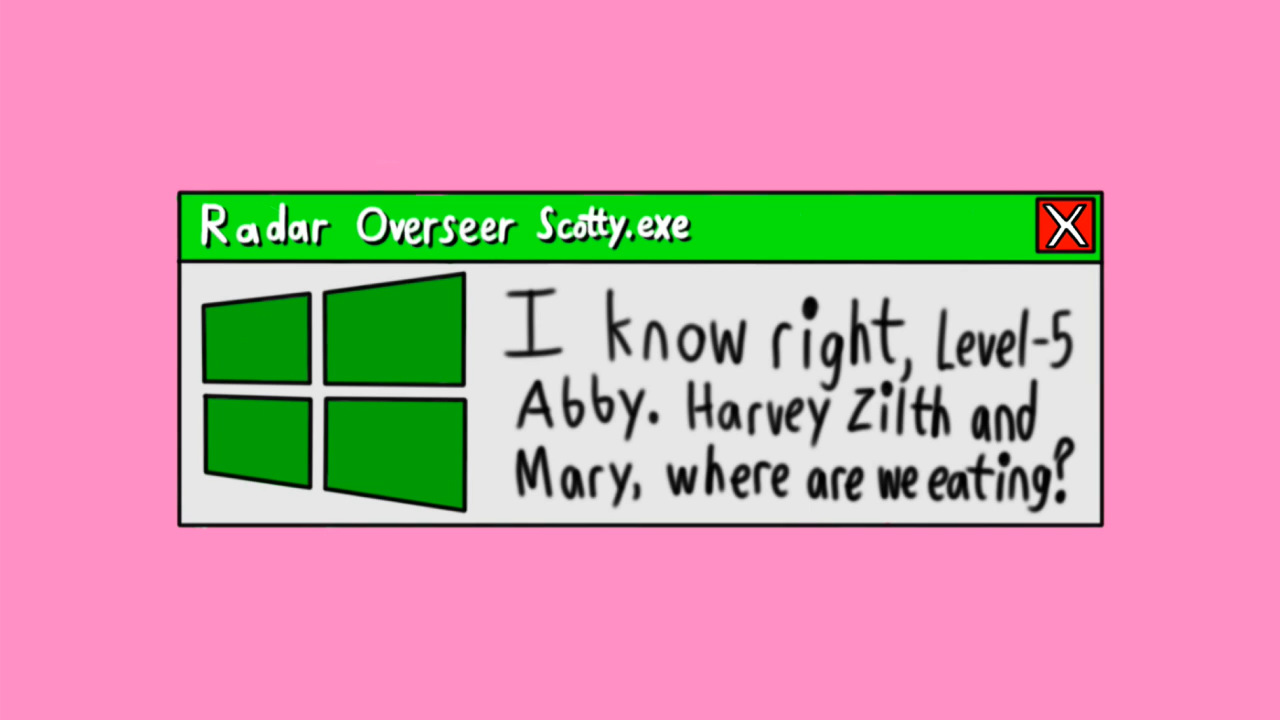 Radar Overseer Scotty.exe
X
I know right, Level-5
Abby. Harvey Zilth and
Mary, where are we eating?